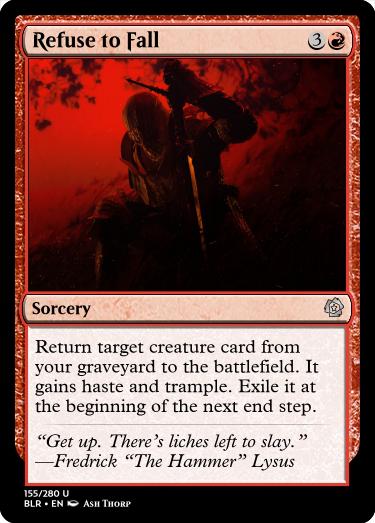 Refuse to Fall 3
Sorcery
Return target creature card from
your graveyard to the battlefield. It
gains haste and trample. Exile it at
the beginning of the next end step.
“Get up. There’s liches left to slay.”
—Fredrick “The Hammer” Lysus
155/280 U
BLR • EN Ash Thorp